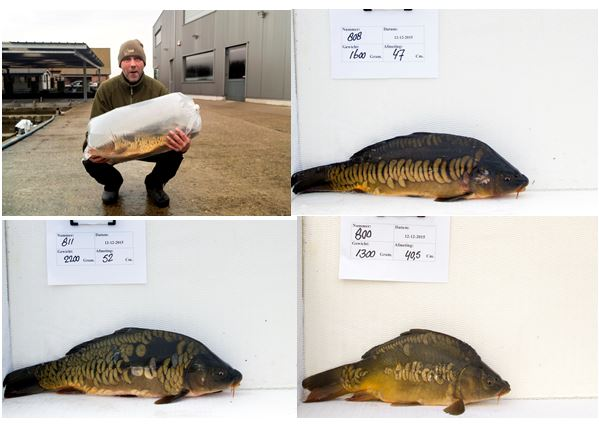 Nummer: Datum:
808 12-12-2015
Gewicht: Afmeting:
1600 Gram. 47 Cm.
Nummer: Datum:
811 12-12-2015
Gewicht: Afmeting:
2200 Gram. 52 Cm.
Nummer: Datum:
800 12-12-2015
Gewicht: Afmeting:
1300 Gram. 40,5 Cm.